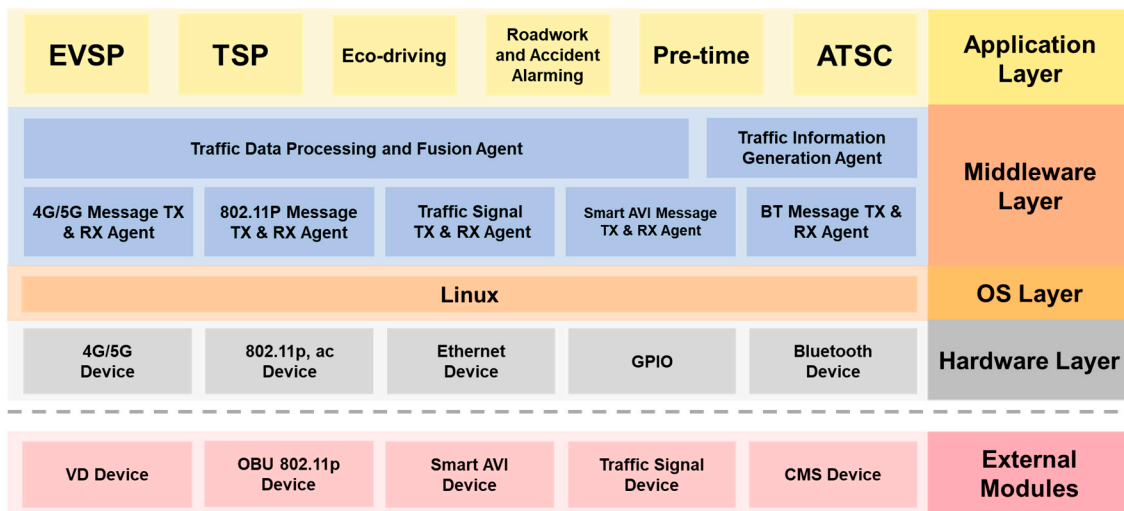 EVSP
TSP
Eco-driving
Roadwork
and Accident
Alarming
Pre-time
ATSC
Application
Layer
Traffic Data Processing and Fusion Agent
Traffic Information
Generation Agent
4G/5G Message TX
& RX Agent
802.11P Message
TX & RX Agent
Traffic Signal
TX & RX Agent
Smart AVI Message
TX & RX Agent
BT Message TX &
RX Agent
Middleware
Layer
Linux
OS Layer
4G/5G
Device
802.11p, ac
Device
Ethernet
Device
GPIO
Bluetooth
Device
Hardware Layer
VD Device
OBU 802.11p
Device
Smart AVI
Device
Traffic Signal
Device
CMS Device
External
Modules